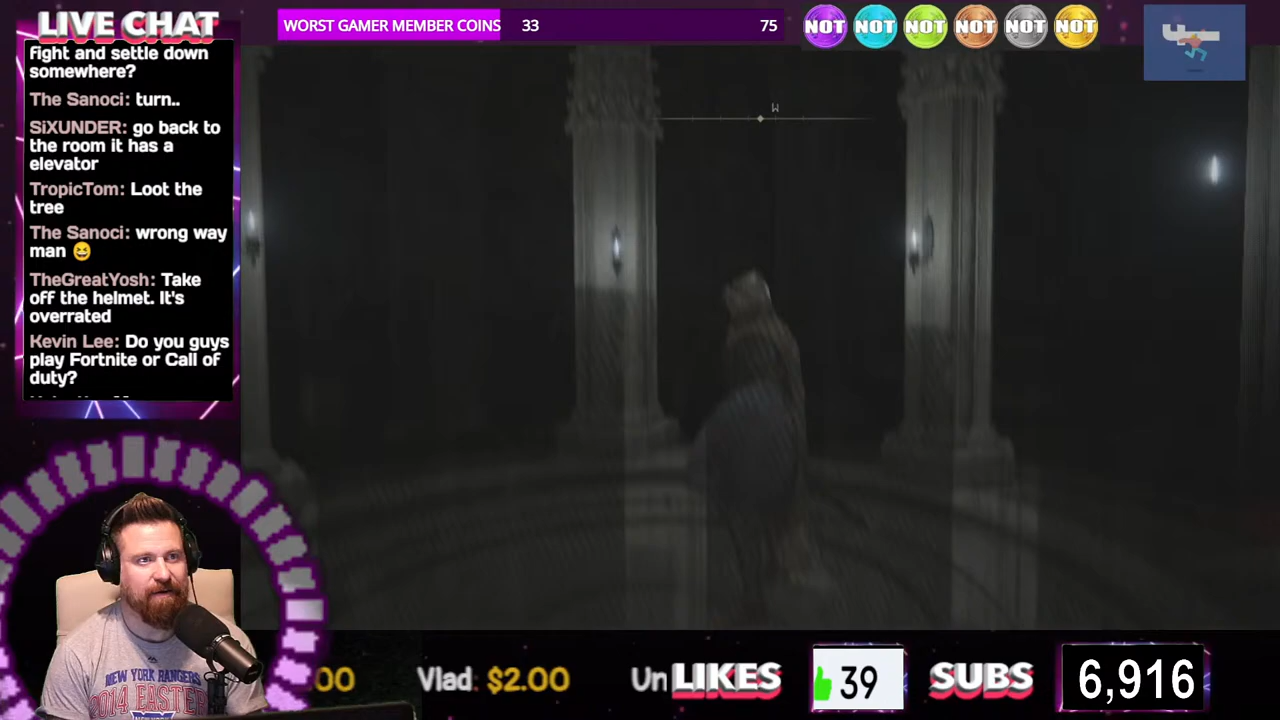 LIVE CHAT
fight and settle down
somewhere?
The Sanoci: turn..
SiXUNDER: go back to
the room it has a
elevator
TropicTom: Loot the
tree
The Sanoci: wrong way
man 😆
TheGreatYosh: Take
off the helmet. It's
overrated
Kevin Lee: Do you guys
play Fortnite or Call of
duty?
WORST GAMER MEMBER COINS 33 75
NOT NOT NOT NOT NOT NOT
W
NEW YORK RANGERS
2014 EASTER
.00 Vlad $2.00 Un
LIKES 39 SUBS 6,916